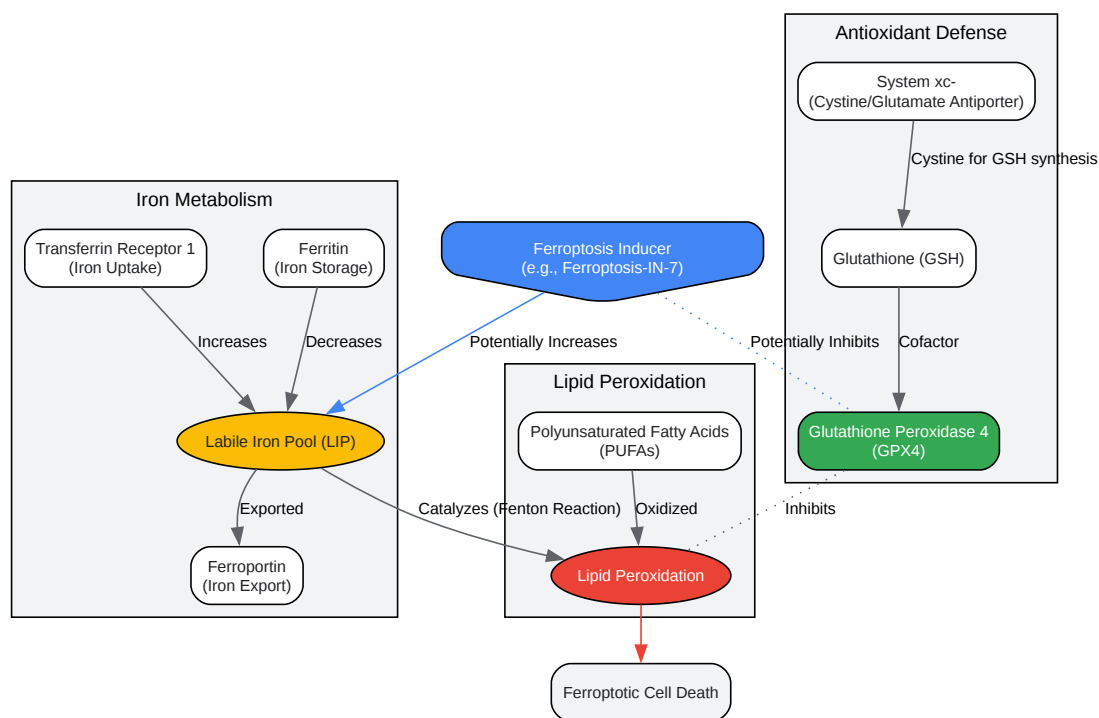 Antioxidant Defense
System xc-
(Cystine/Glutamate Antiporter)
Cystine for GSH synthesis
Iron Metabolism
Transferrin Receptor 1
(Iron Uptake)
Ferritin
(Iron Storage)
Ferroptosis Inducer
(e.g., Ferroptosis-IN-7)
Glutathione (GSH)
Increases
Decreases
Potentially Increases
Potentially Inhibits
Cofactor
Lipid Peroxidation
Labile Iron Pool (LIP)
Polyunsaturated Fatty Acids
(PUFAs)
Glutathione Peroxidase 4
(GPX4)
Exported
Catalyzes (Fenton Reaction)
Oxidized
Inhibits
Ferroportin
(Iron Export)
Lipid Peroxidation
Ferroptotic Cell Death